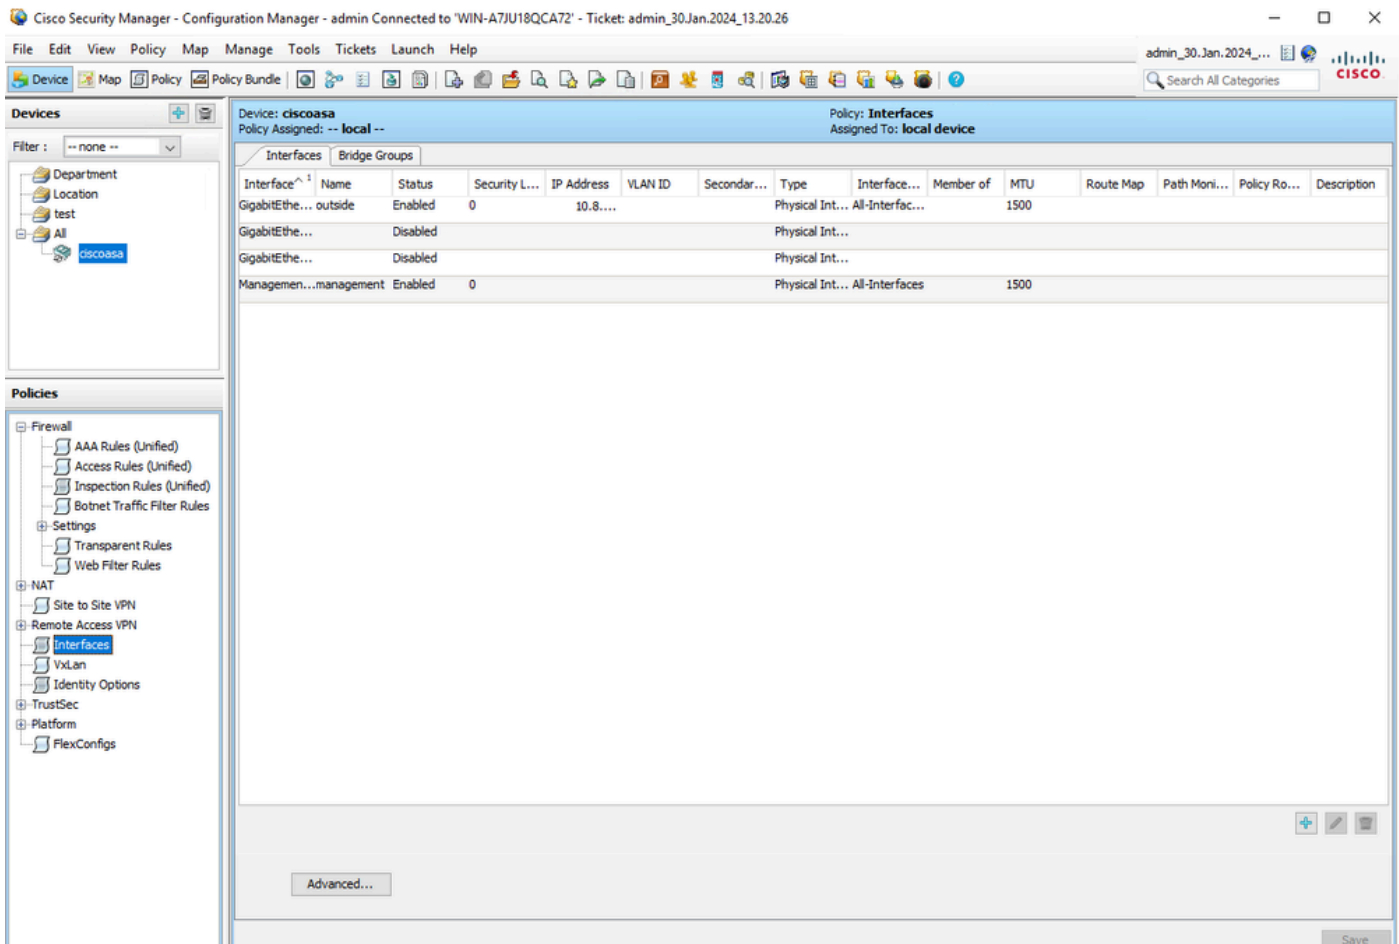 Cisco Security Manager - Configuration Manager - admin Connected to 'WIN-A7JU18QCA72' - Ticket: admin_30.Jan.2024_13.20.26
File Edit View Policy Map Manage Tools Tickets Launch Help
admin_30.Jan.2024_...
Device Map Policy Policy Bundle
Search All Categories
CISCO
Devices
Filter : -- none --
Department
Location
test
All
ciscoasa
Policies
Firewall
AAA Rules (Unified)
Access Rules (Unified)
Inspection Rules (Unified)
Botnet Traffic Filter Rules
Settings
Transparent Rules
Web Filter Rules
NAT
Site to Site VPN
Remote Access VPN
Interfaces
VxLan
Identity Options
TrustSec
Platform
FlexConfigs
Device: ciscoasa Policy: Interfaces
Policy Assigned: -- local -- Assigned To: local device
Interfaces Bridge Groups
Interface 1 Name Status Security L... IP Address VLAN ID Secondar... Type Interface... Member of MTU Route Map Path Moni... Policy Ro... Description
GigabitEthe... outside Enabled 0 10.8.... Physical Int... All-Interfac... 1500
GigabitEthe... Disabled Physical Int...
GigabitEthe... Disabled Physical Int...
Managemen... management Enabled 0 Physical Int... All-Interfaces 1500
Advanced...
Save